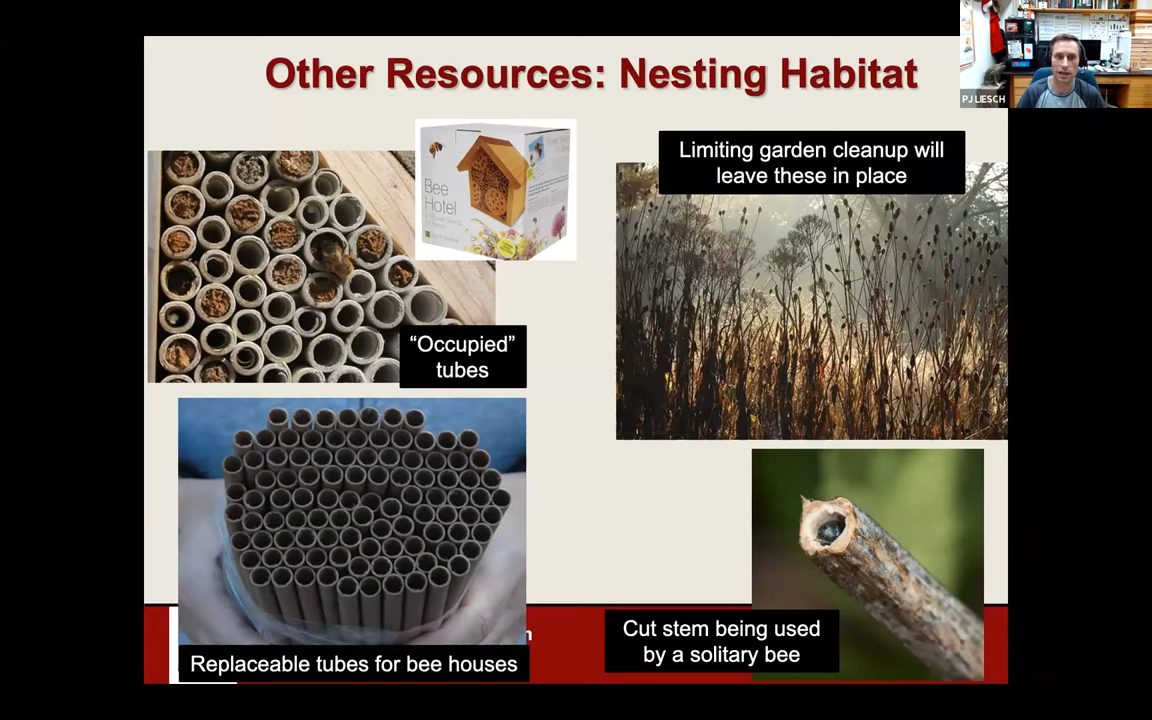 Other Resources: Nesting Habitat
PJ LIESCH
Bee
Hotel
Limiting garden cleanup will
leave these in place
“Occupied”
tubes
Replaceable tubes for bee houses
Cut stem being used
by a solitary bee